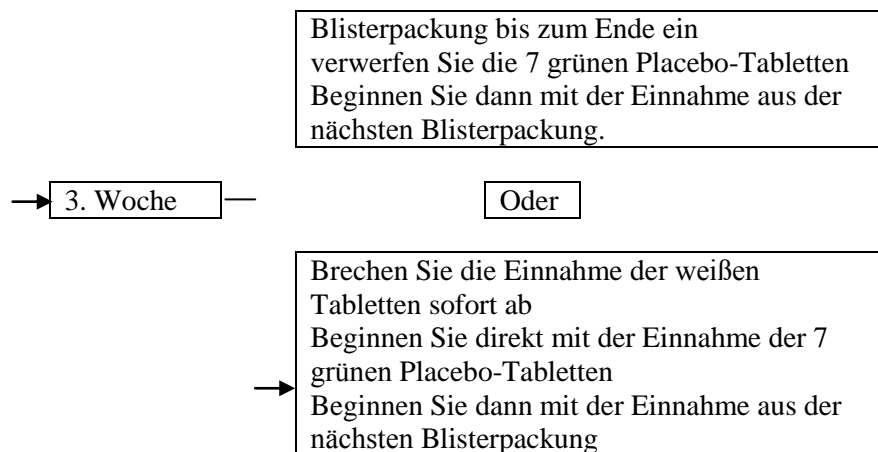 Blisterpackung bis zum Ende ein
verwerfen Sie die 7 grünen Placebo-Tabletten
Beginnen Sie dann mit der Einnahme aus der
nächsten Blisterpackung.
3. Woche
Oder
Brechen Sie die Einnahme der weißen
Tabletten sofort ab
Beginnen Sie direkt mit der Einnahme der 7
grünen Placebo-Tabletten
Beginnen Sie dann mit der Einnahme aus der
nächsten Blisterpackung